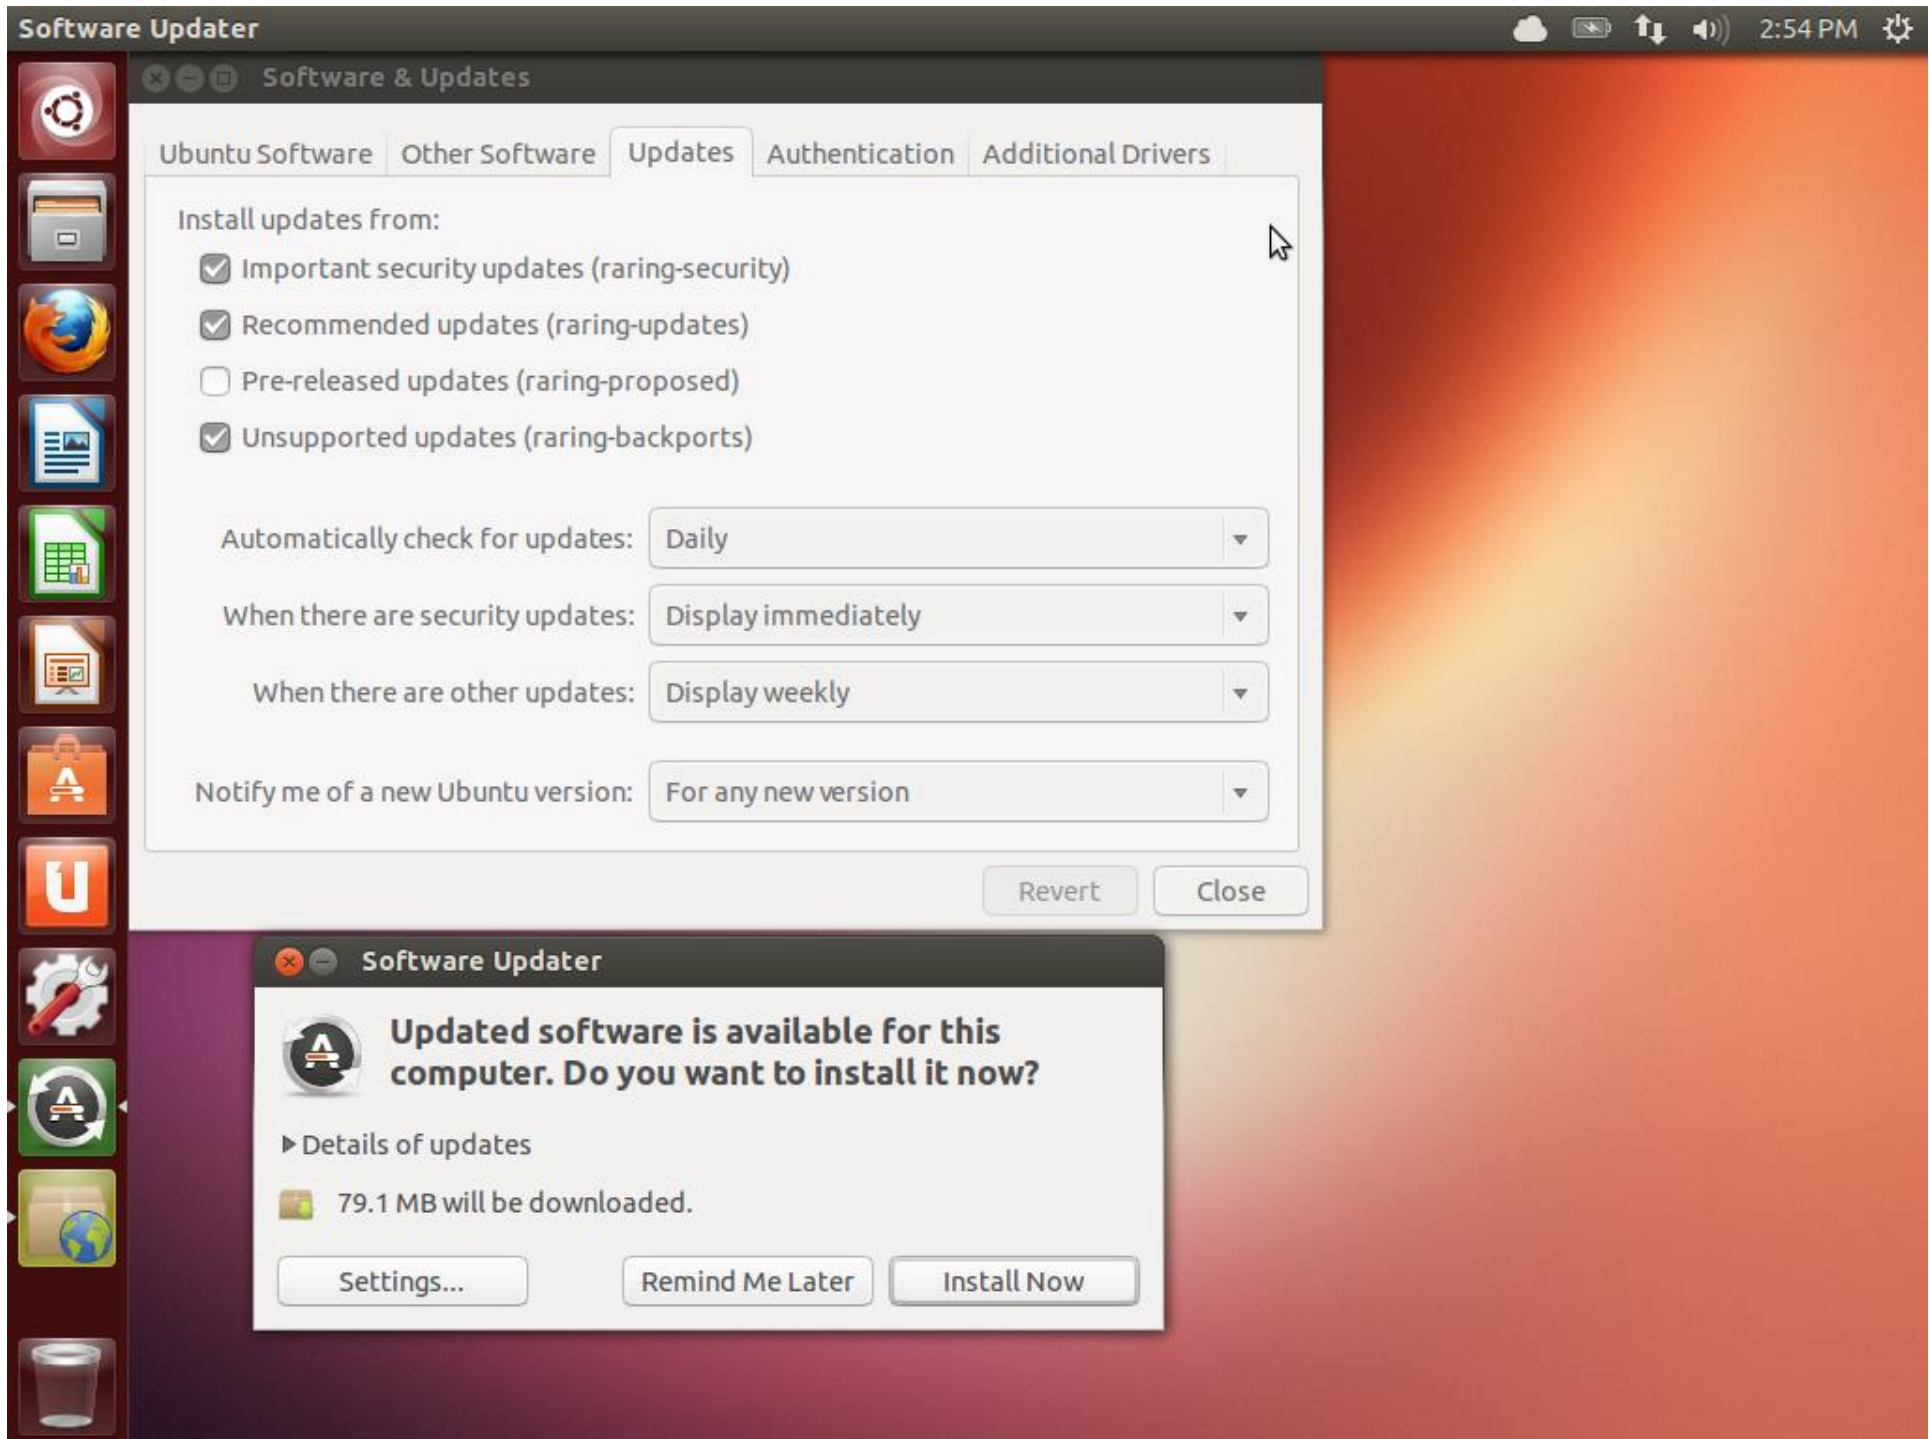 Software Updater
2:54 PM
Software & Updates
Ubuntu Software
Other Software
Updates
Authentication
Additional Drivers
Install updates from:
Important security updates (raring-security)
Recommended updates (raring-updates)
Pre-released updates (raring-proposed)
Unsupported updates (raring-backports)
Automatically check for updates: Daily
When there are security updates: Display immediately
When there are other updates: Display weekly
Notify me of a new Ubuntu version: For any new version
Revert
Close
Software Updater
Updated software is available for this
computer. Do you want to install it now?
Details of updates
79.1 MB will be downloaded.
Settings...
Remind Me Later
Install Now